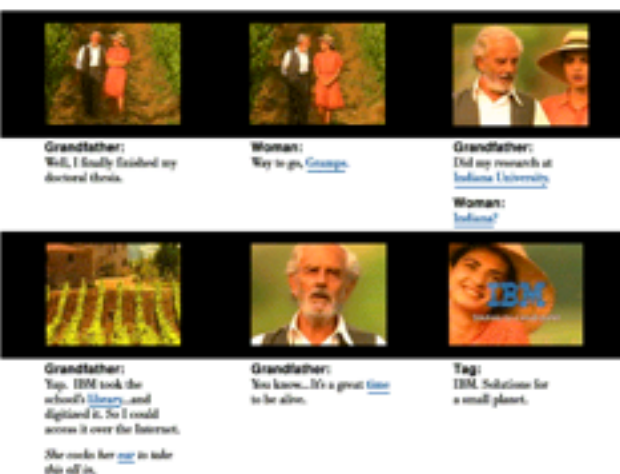 Grandfather:
Well, I finally finished my
doctoral thesis.
Woman:
Way to go, Gramps.
Grandfather:
Did my research at
Indiana University.
Woman:
Indiana?
Grandfather:
Yup. IBM took the
school's library...and
digitized it. So I could
access it over the Internet.
She cocks her ear to take
this all in.
Grandfather:
You know...It's a great time
to be alive.
IBM
Tag:
IBM. Solutions for
a small planet.